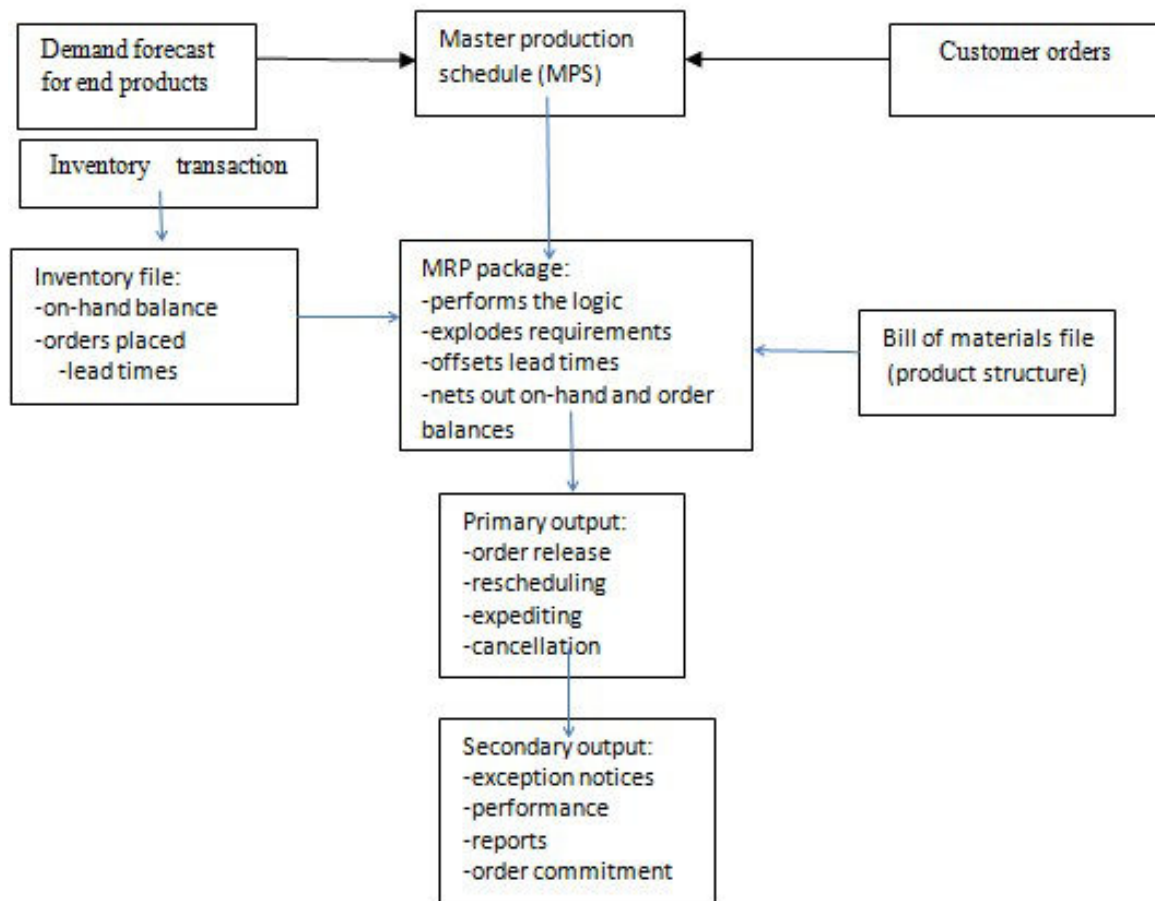 Demand forecast
for end products
Master production
schedule (MPS)
Customer orders
Inventory transaction
Inventory file:
-on-hand balance
-orders placed
-lead times
MRP package:
-performs the logic
-explodes requirements
-offsets lead times
-nets out on-hand and order
balances
Bill of materials file
(product structure)
Primary output:
-order release
-rescheduling
-expediting
-cancellation
Secondary output:
-exception notices
-performance
-reports
-order commitment